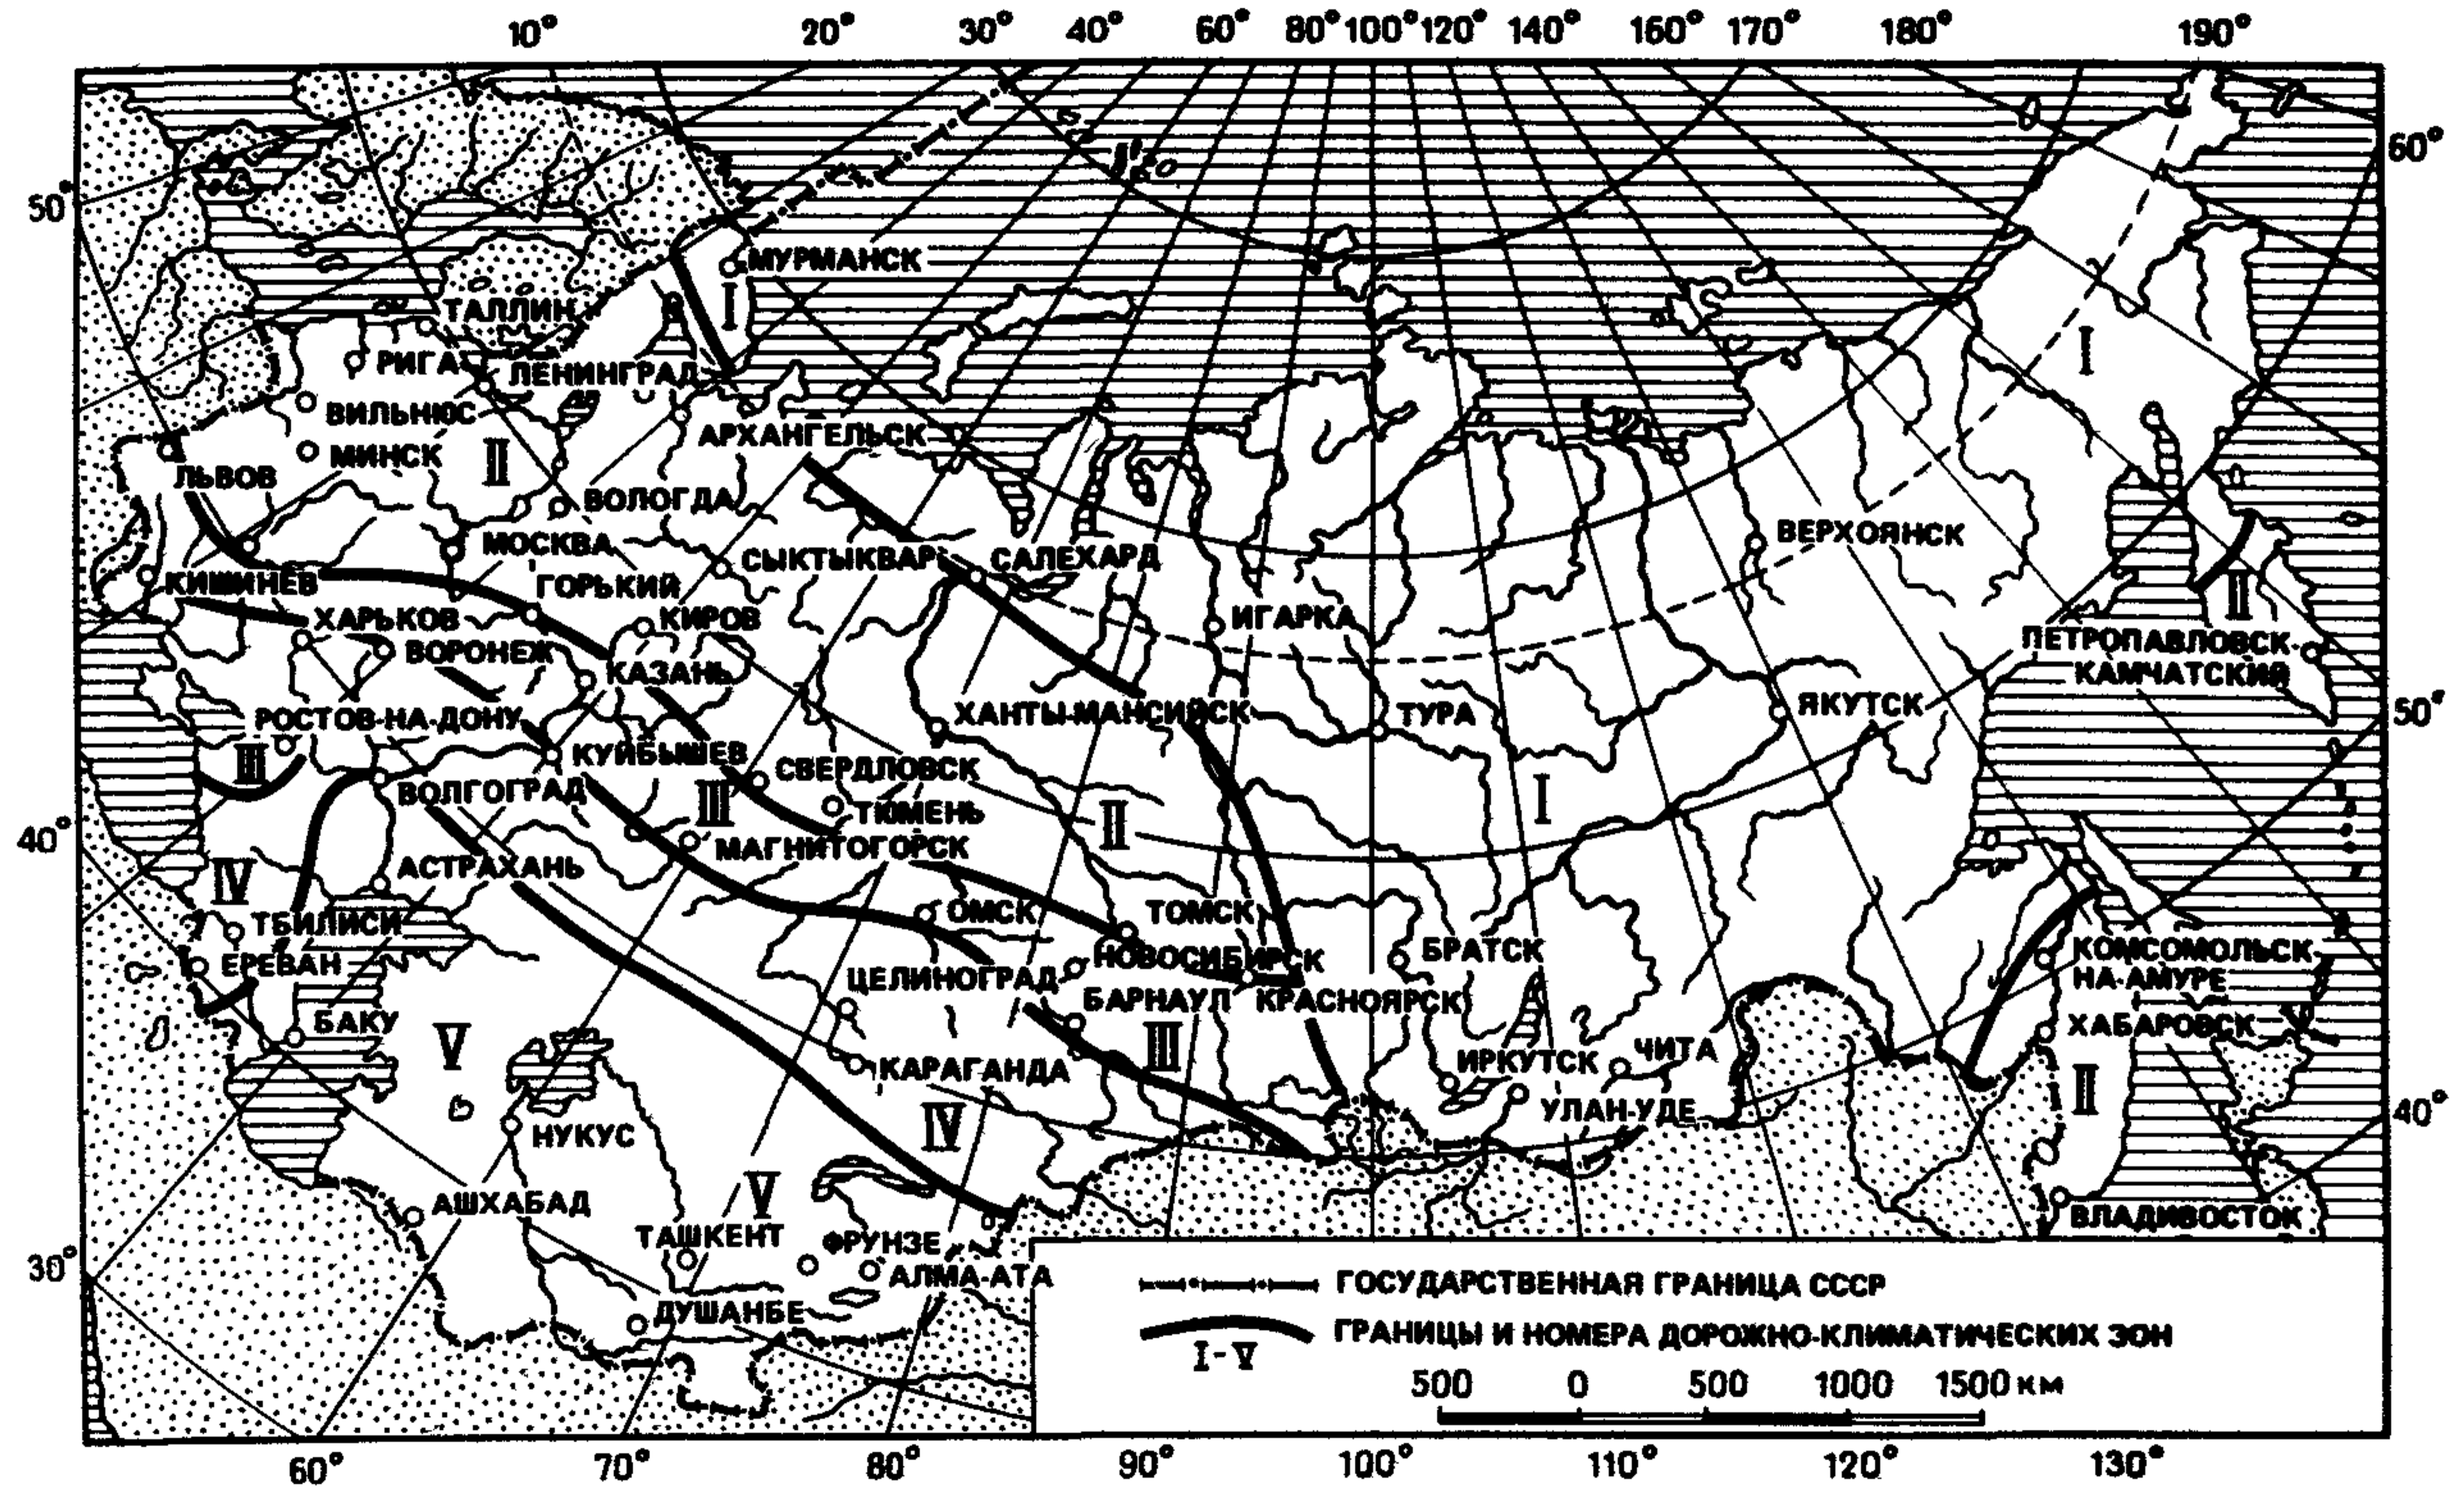 10° 20° 30° 40° 60° 80° 100° 120° 140° 160° 170° 180° 190°
60°
50°
МУРМАНСК
I
ТАЛЛИН
РИГА
ЛЕНИНГРАД
I
ВИЛЬНЮС
АРХАНГЕЛЬСК
МИНСК
II
ЛЬВОВ
ВОЛОГДА
ВЕРХОЯНСК
МОСКВА
СЫКТЫВКАР
САЛЕХАРД
КИШИНЕВ
ГОРЬКИЙ
II
ХАРЬКОВ
КИРОВ
ИГАРКА
ПЕТРОПАВЛОВСК-
КАМЧАТСКИЙ
ВОРОНЕЖ
КАЗАНЬ
РОСТОВ-НА-ДОНУ
ХАНТЫ-МАНСИЙСК
ТУРА
ЯКУТСК
50°
III
КУЙБЫШЕВ
СВЕРДЛОВСК
ВОЛГОГРАД
III
ТЮМЕНЬ
II
I
40°
МАГНИТОГОРСК
АСТРАХАНЬ
IV
ОМСК
ТОМСК
ТБИЛИСИ
ЕРЕВАН
НОВОСИБИРСК
БРАТСК
КОМСОМОЛЬСК-
НА-АМУРЕ
ЦЕЛИНОГРАД
БАРНАУЛ
КРАСНОЯРСК
БАКУ
V
ХАБАРОВСК
III
ИРКУТСК
ЧИТА
КАРАГАНДА
II
УЛАН-УДЕ
40°
IV
НУКУС
V
АШХАБАД
ВЛАДИВОСТОК
ТАШКЕНТ
ФРУНЗЕ
30°
АЛМА-АТА
ДУШАНБЕ
ГОСУДАРСТВЕННАЯ ГРАНИЦА СССР
ГРАНИЦЫ И НОМЕРА ДОРОЖНО-КЛИМАТИЧЕСКИХ ЗОН
I-V
500 0 500 1000 1500 км
60° 70° 80° 90° 100° 110° 120° 130°